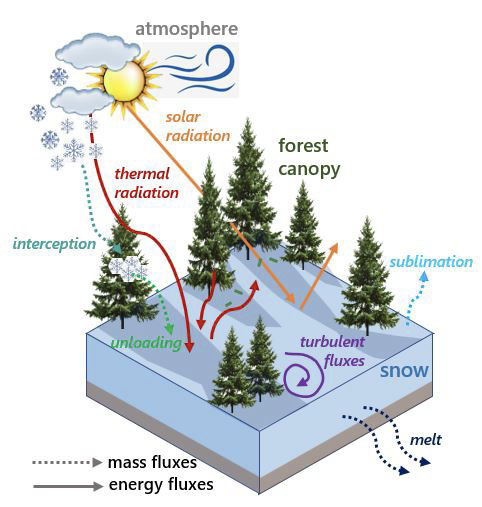 atmosphere
solar
radiation
forest
canopy
thermal
radiation
interception
sublimation
unloading
turbulent
fluxes
snow
melt
mass fluxes
energy fluxes